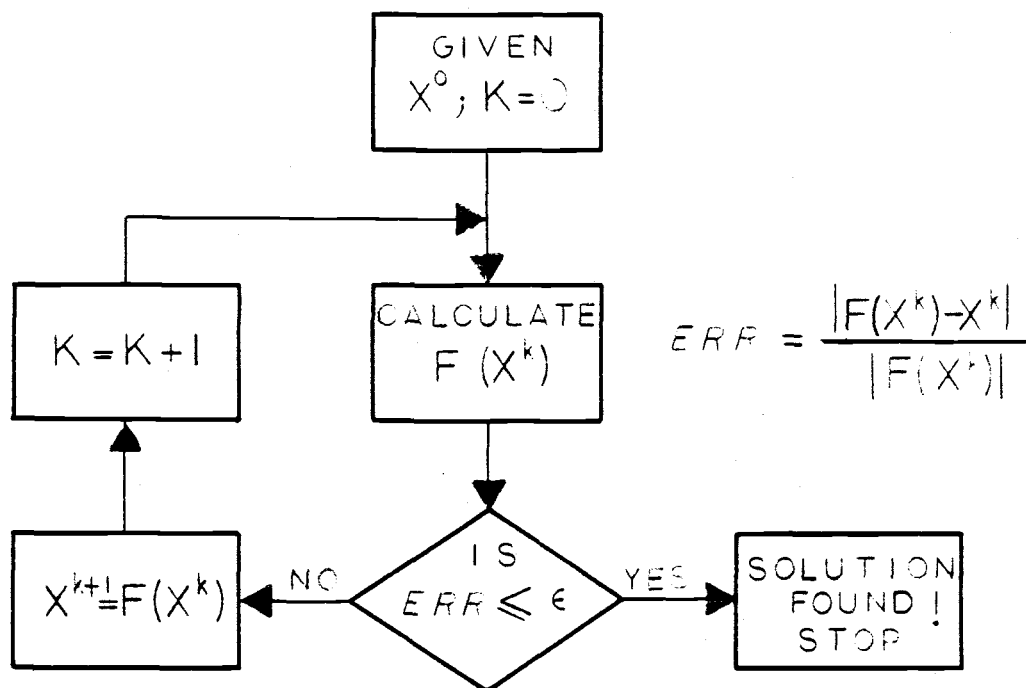 GIVEN
X⁰; K=0
CALCULATE
F (Xᵏ)
ERR = |F(Xᵏ)-Xᵏ| / |F(Xᵏ)|
K = K + 1
IS
ERR ≤ ϵ
NO
YES
Xᵏ⁺¹=F(Xᵏ)
SOLUTION
FOUND!
STOP